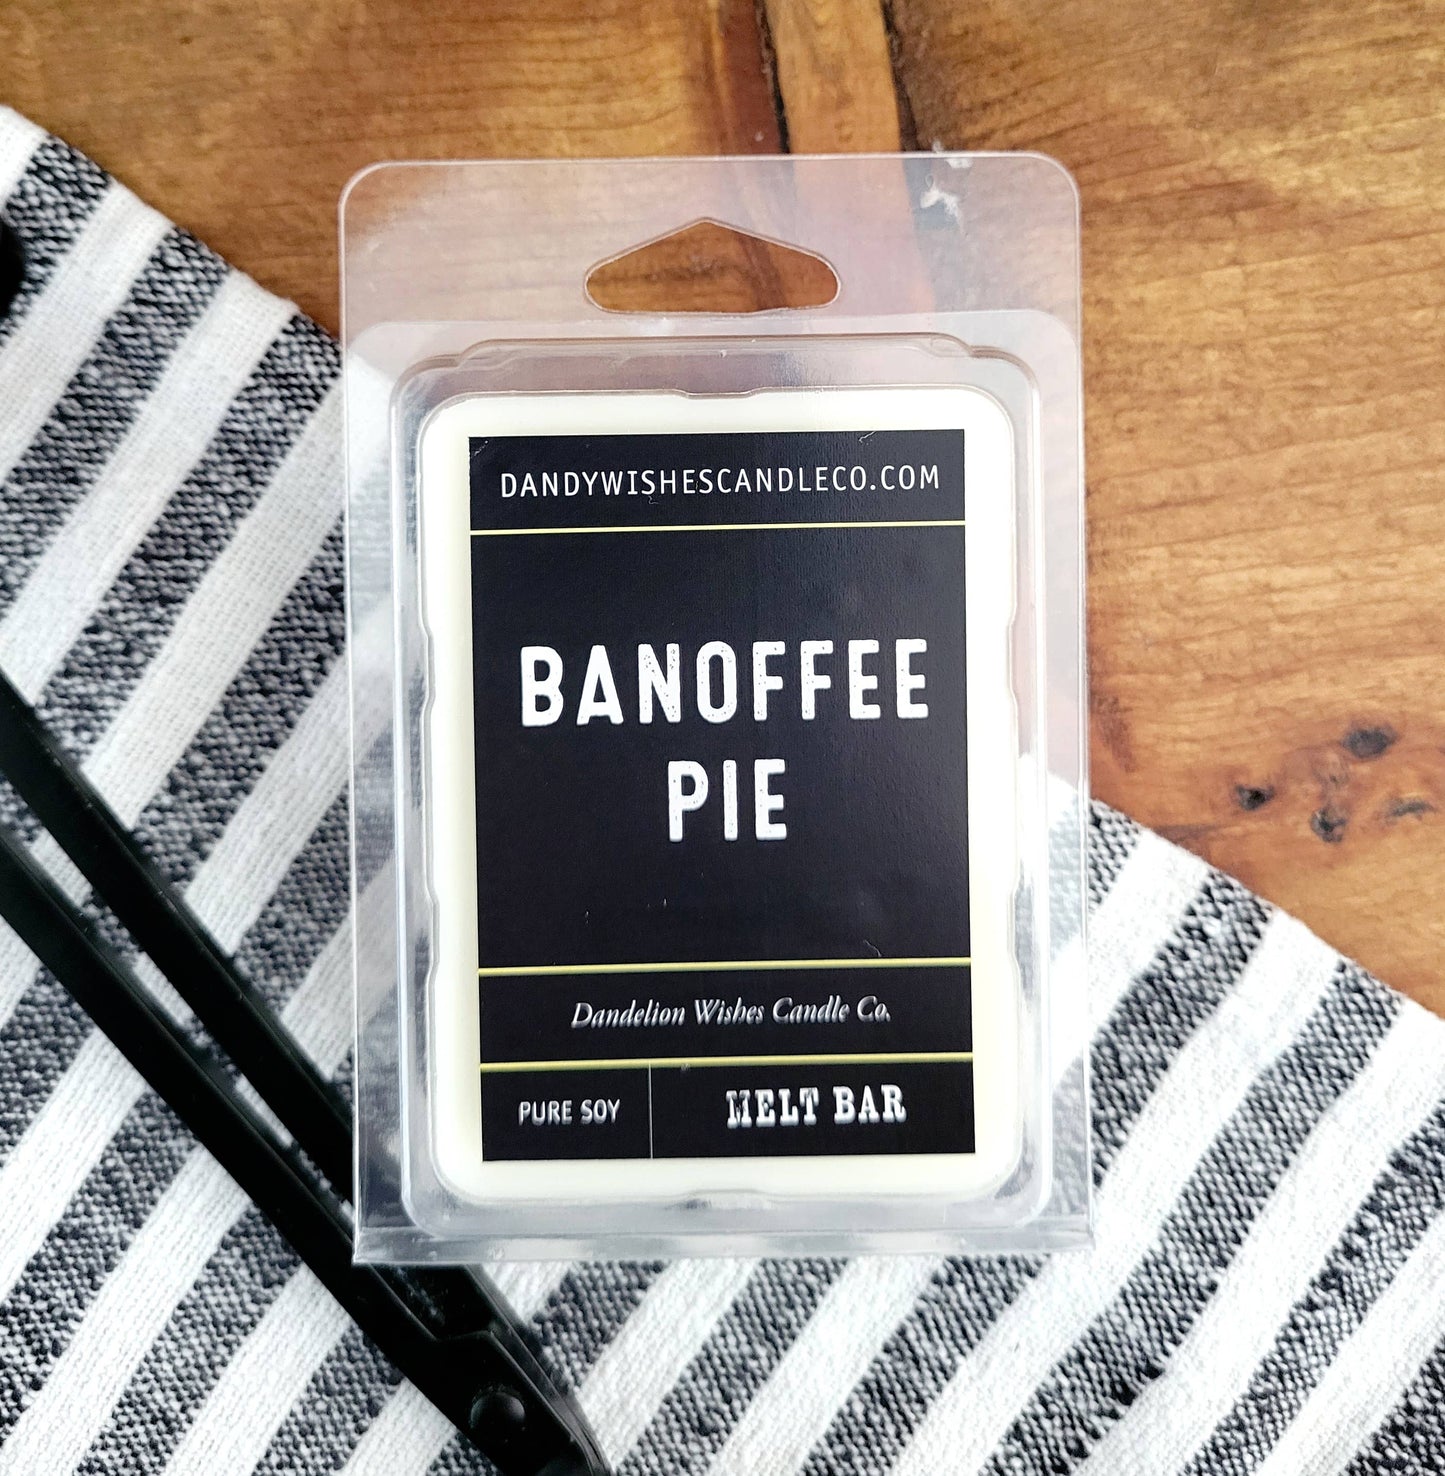 DANDYWISHESCANDLECO.COM
BANOFFEE
PIE
Dandelion Wishes Candle Co.
PURE SOY
MELT BAR